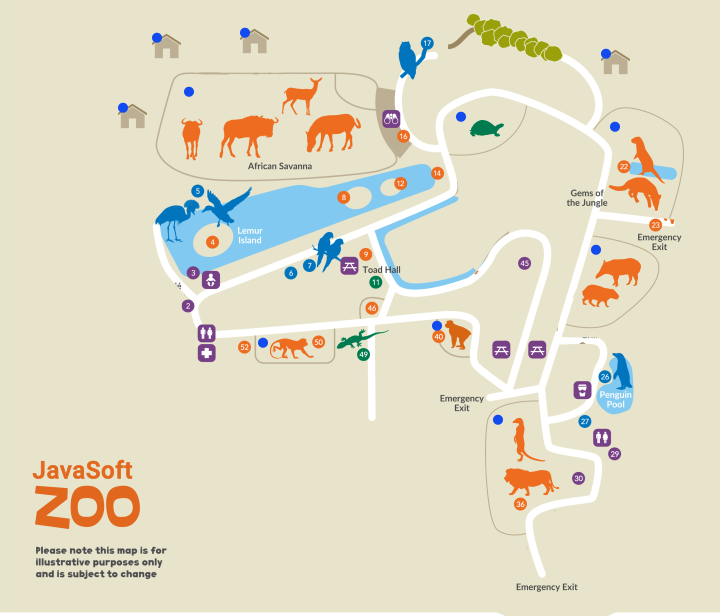 17
16
African Savanna
14
12
8
5
Lemur
Island
4
22
Gems of
the Jungle
23
Emergency
Exit
3
6
7
9
Toad Hall
11
45
2
46
52
50
49
40
26
Penguin
Pool
27
29
Emergency
Exit
30
36
JavaSoft
ZOO
Please note this map is for
illustrative purposes only
and is subject to change
Emergency Exit